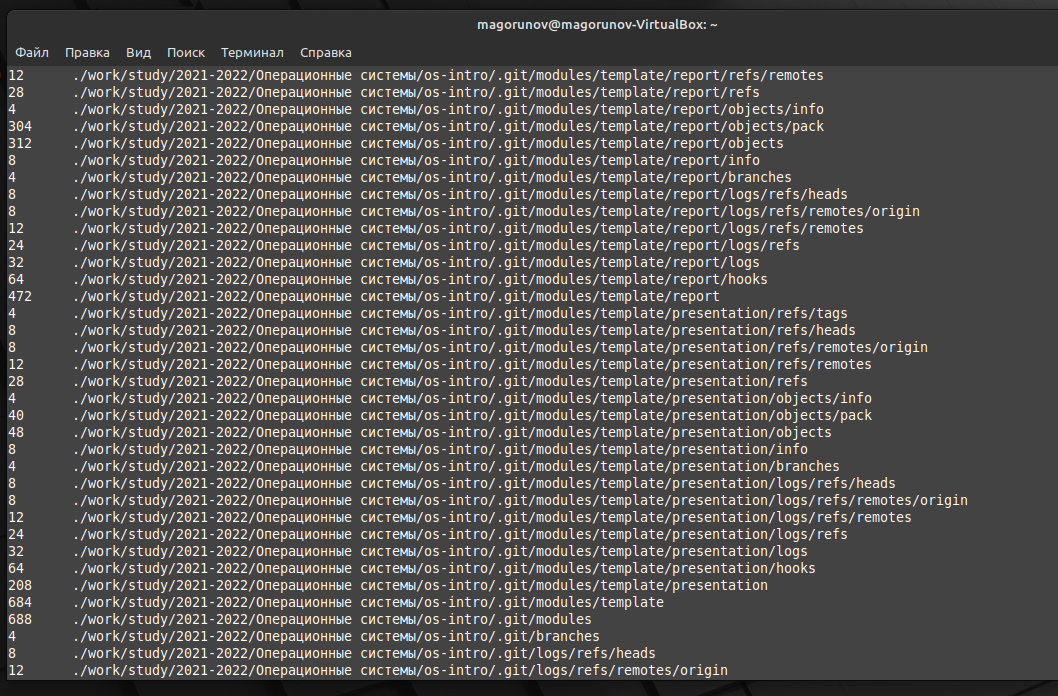 magorunov@magorunov-VirtualBox: ~
Файл Правка Вид Поиск Терминал Справка
12 ./work/study/2021-2022/Операционные системы/os-intro/.git/modules/template/report/refs/remotes
28 ./work/study/2021-2022/Операционные системы/os-intro/.git/modules/template/report/refs
4 ./work/study/2021-2022/Операционные системы/os-intro/.git/modules/template/report/objects/info
304 ./work/study/2021-2022/Операционные системы/os-intro/.git/modules/template/report/objects/pack
312 ./work/study/2021-2022/Операционные системы/os-intro/.git/modules/template/report/objects
8 ./work/study/2021-2022/Операционные системы/os-intro/.git/modules/template/report/info
4 ./work/study/2021-2022/Операционные системы/os-intro/.git/modules/template/report/branches
8 ./work/study/2021-2022/Операционные системы/os-intro/.git/modules/template/report/logs/refs/heads
8 ./work/study/2021-2022/Операционные системы/os-intro/.git/modules/template/report/logs/refs/remotes/origin
12 ./work/study/2021-2022/Операционные системы/os-intro/.git/modules/template/report/logs/refs/remotes
24 ./work/study/2021-2022/Операционные системы/os-intro/.git/modules/template/report/logs/refs
32 ./work/study/2021-2022/Операционные системы/os-intro/.git/modules/template/report/logs
64 ./work/study/2021-2022/Операционные системы/os-intro/.git/modules/template/report/hooks
472 ./work/study/2021-2022/Операционные системы/os-intro/.git/modules/template/report
4 ./work/study/2021-2022/Операционные системы/os-intro/.git/modules/template/presentation/refs/tags
8 ./work/study/2021-2022/Операционные системы/os-intro/.git/modules/template/presentation/refs/heads
8 ./work/study/2021-2022/Операционные системы/os-intro/.git/modules/template/presentation/refs/remotes/origin
12 ./work/study/2021-2022/Операционные системы/os-intro/.git/modules/template/presentation/refs/remotes
28 ./work/study/2021-2022/Операционные системы/os-intro/.git/modules/template/presentation/refs
4 ./work/study/2021-2022/Операционные системы/os-intro/.git/modules/template/presentation/objects/info
40 ./work/study/2021-2022/Операционные системы/os-intro/.git/modules/template/presentation/objects/pack
48 ./work/study/2021-2022/Операционные системы/os-intro/.git/modules/template/presentation/objects
8 ./work/study/2021-2022/Операционные системы/os-intro/.git/modules/template/presentation/info
4 ./work/study/2021-2022/Операционные системы/os-intro/.git/modules/template/presentation/branches
8 ./work/study/2021-2022/Операционные системы/os-intro/.git/modules/template/presentation/logs/refs/heads
8 ./work/study/2021-2022/Операционные системы/os-intro/.git/modules/template/presentation/logs/refs/remotes/origin
12 ./work/study/2021-2022/Операционные системы/os-intro/.git/modules/template/presentation/logs/refs/remotes
24 ./work/study/2021-2022/Операционные системы/os-intro/.git/modules/template/presentation/logs/refs
32 ./work/study/2021-2022/Операционные системы/os-intro/.git/modules/template/presentation/logs
64 ./work/study/2021-2022/Операционные системы/os-intro/.git/modules/template/presentation/hooks
208 ./work/study/2021-2022/Операционные системы/os-intro/.git/modules/template/presentation
684 ./work/study/2021-2022/Операционные системы/os-intro/.git/modules/template
688 ./work/study/2021-2022/Операционные системы/os-intro/.git/modules
4 ./work/study/2021-2022/Операционные системы/os-intro/.git/branches
8 ./work/study/2021-2022/Операционные системы/os-intro/.git/logs/refs/heads
12 ./work/study/2021-2022/Операционные системы/os-intro/.git/logs/refs/remotes/origin